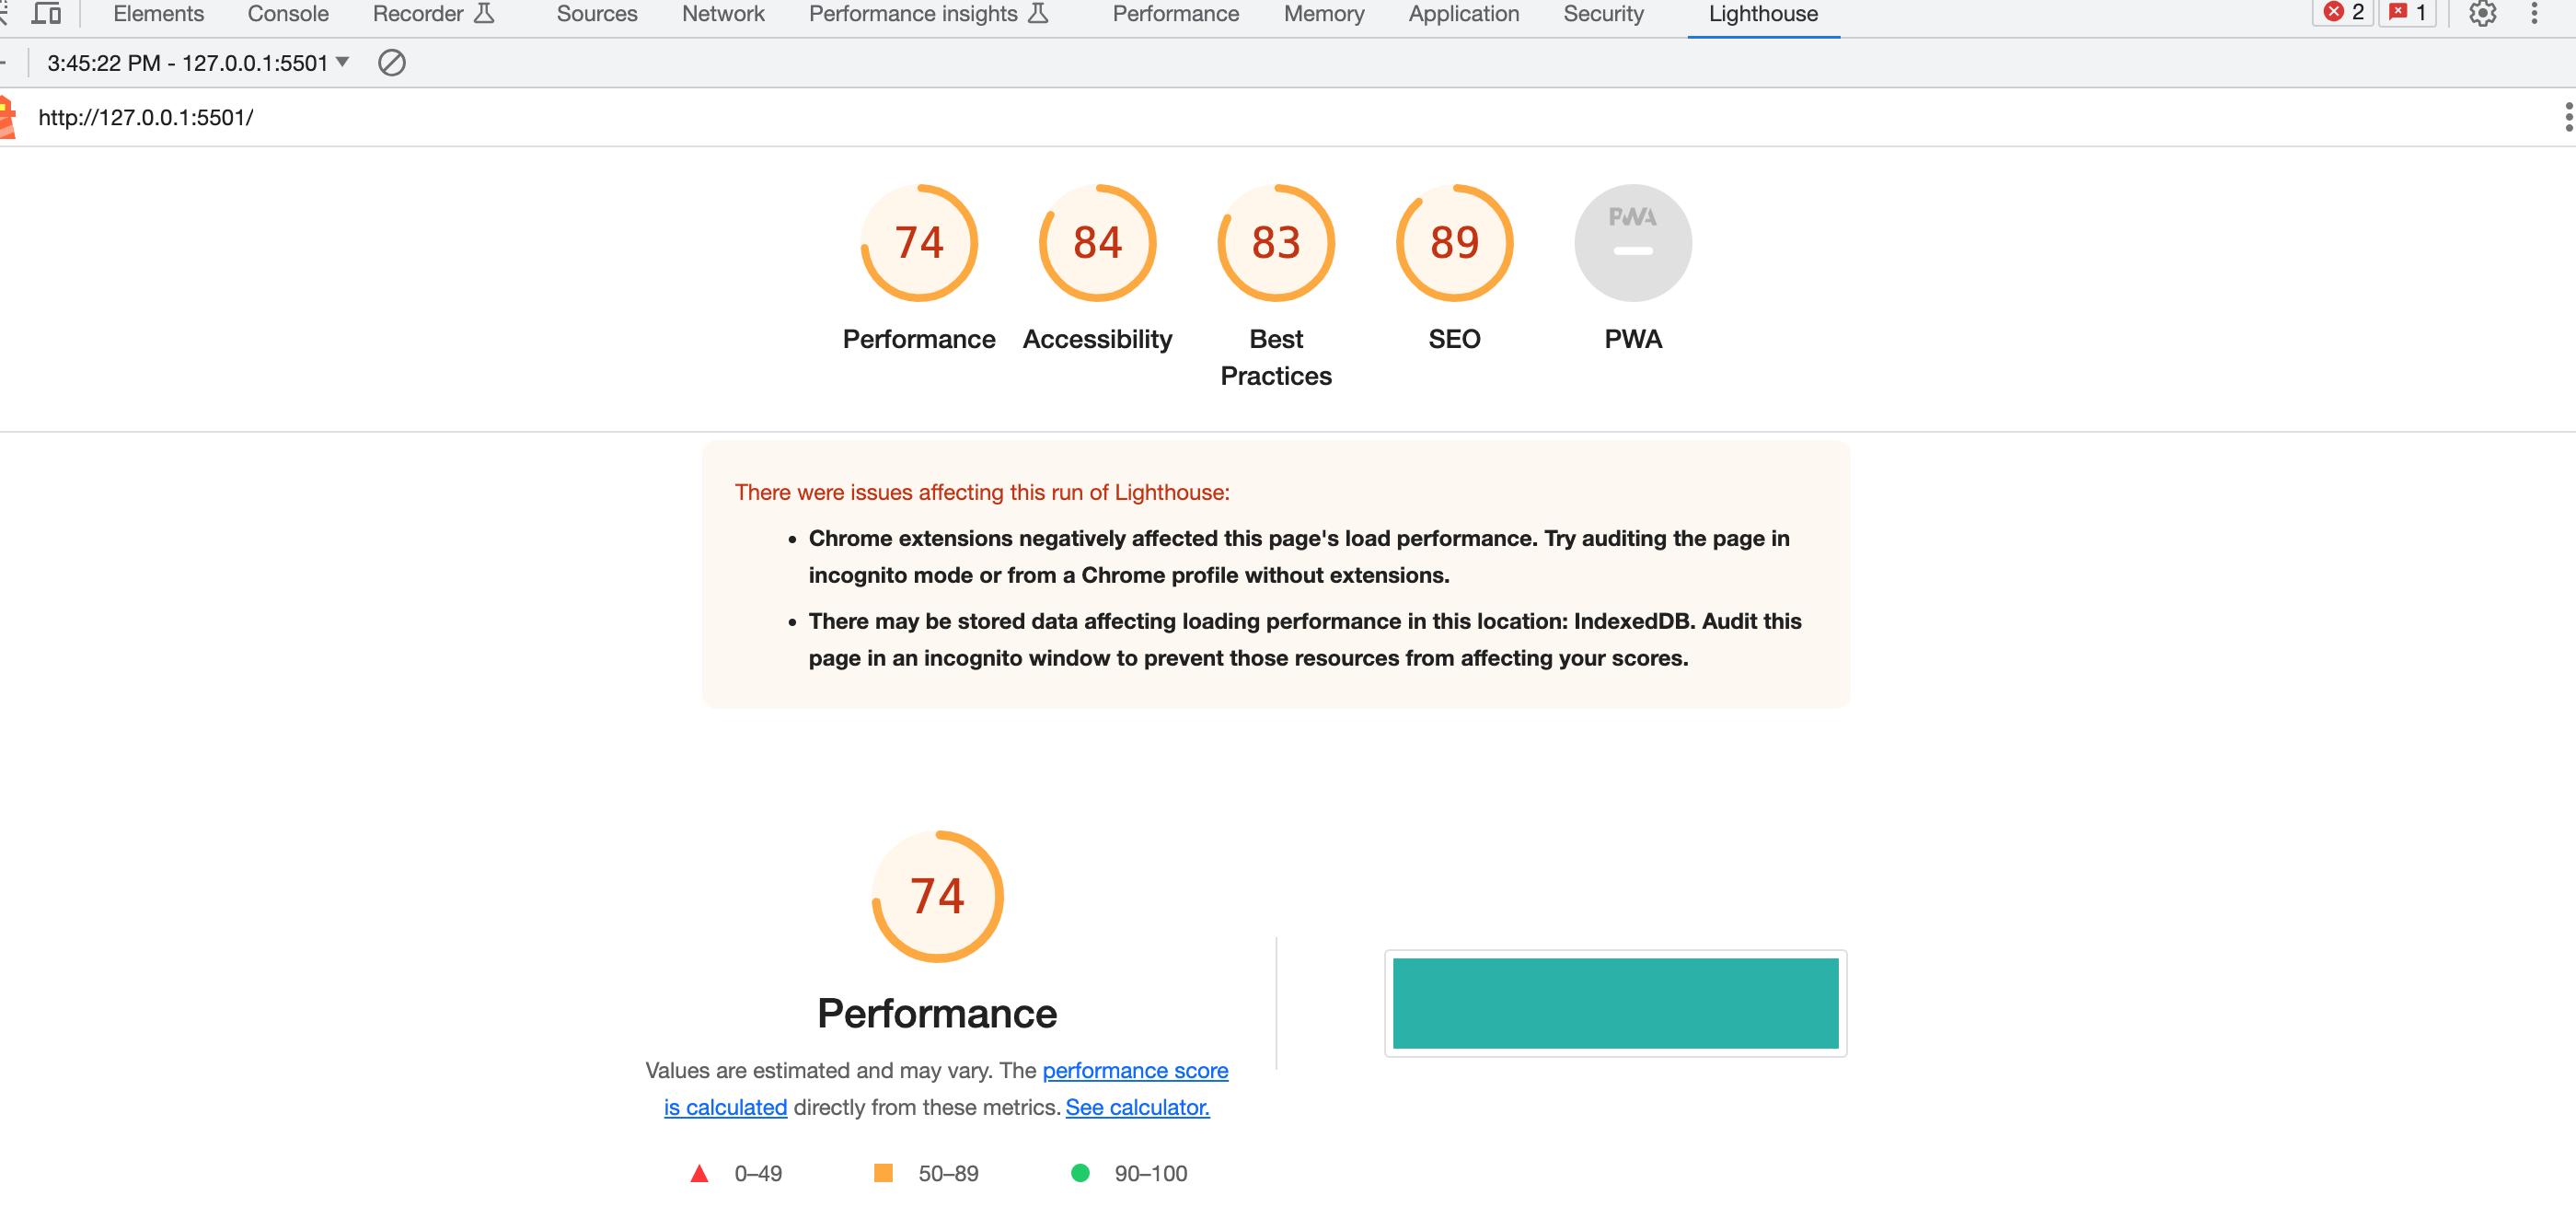 Elements Console Recorder Sources Network Performance insights Performance Memory Application Security Lighthouse 2 1
3:45:22 PM - 127.0.0.1:5501
http://127.0.0.1:5501/
74 84 83 89 PWA
Performance Accessibility Best Practices SEO PWA
There were issues affecting this run of Lighthouse:
• Chrome extensions negatively affected this page's load performance. Try auditing the page in
incognito mode or from a Chrome profile without extensions.
• There may be stored data affecting loading performance in this location: IndexedDB. Audit this
page in an incognito window to prevent those resources from affecting your scores.
74
Performance
Values are estimated and may vary. The performance score
is calculated directly from these metrics. See calculator.
0–49 50–89 90–100